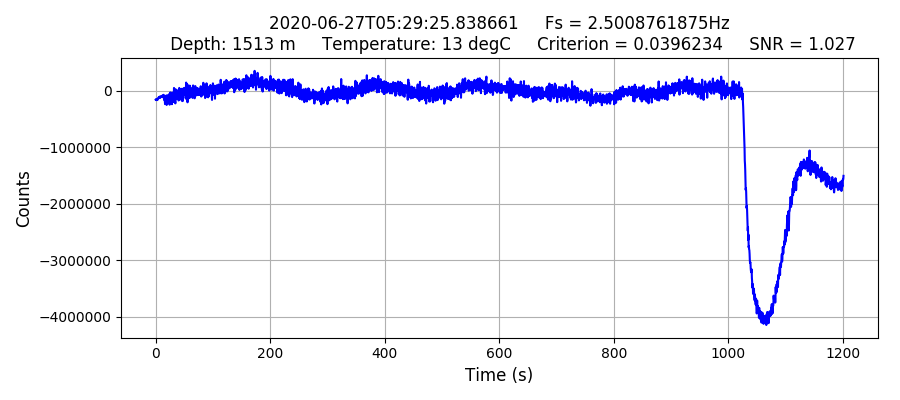 2020-06-27T05:29:25.838661 Fs = 2.5008761875Hz
Depth: 1513 m Temperature: 13 degC Criterion = 0.0396234 SNR = 1.027
0
−1000000
−2000000
−3000000
−4000000
Counts
0 200 400 600 800 1000 1200
Time (s)